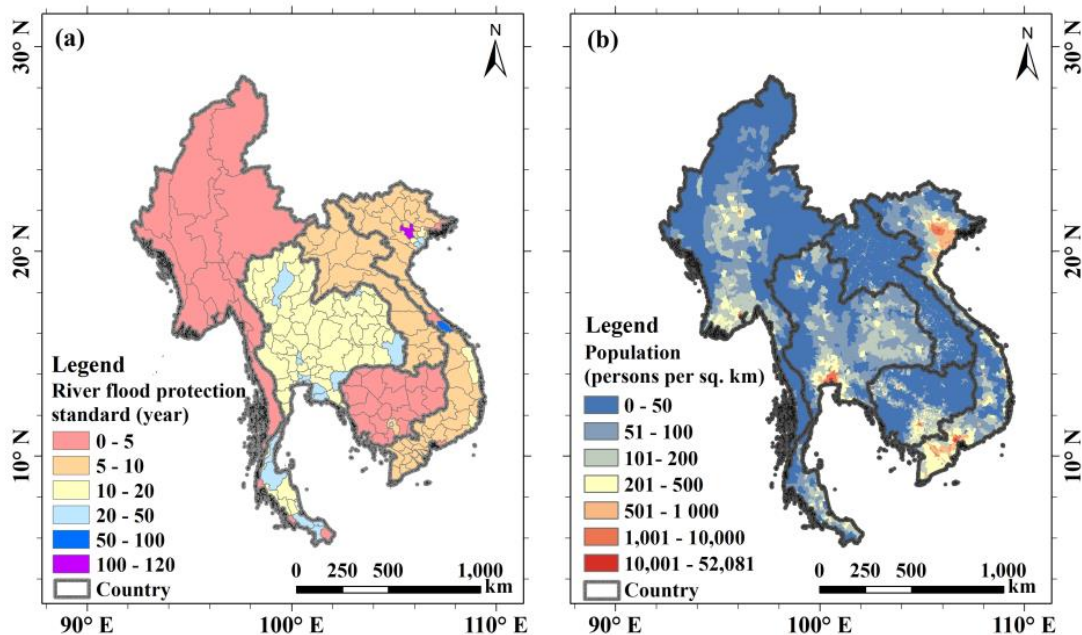 (a)
N
30° N
20° N
10° N
Legend
River flood protection
standard (year)
0 - 5
5 - 10
10 - 20
20 - 50
50 - 100
100 - 120
Country
0 250 500 1,000
km
90° E 100° E 110° E
(b)
N
30° N
20° N
10° N
Legend
Population
(persons per sq. km)
0 - 50
51 - 100
101- 200
201 - 500
501 - 1 000
1,001 - 10,000
10,001 - 52,081
Country
0 250 500 1,000
km
90° E 100° E 110° E